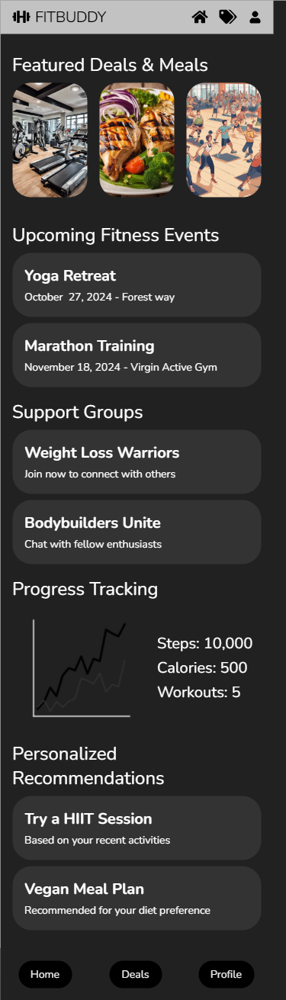 FITBUDDY
Featured Deals & Meals
Upcoming Fitness Events
Yoga Retreat
October  27, 2024 - Forest way
Marathon Training
November 18, 2024 - Virgin Active Gym
Support Groups
Weight Loss Warriors
Join now to connect with others
Bodybuilders Unite
Chat with fellow enthusiasts
Progress Tracking
Steps: 10,000
Calories: 500
Workouts: 5
Personalized
Recommendations
Try a HIIT Session
Based on your recent activities
Vegan Meal Plan
Recommended for your diet preference
Home Deals Profile